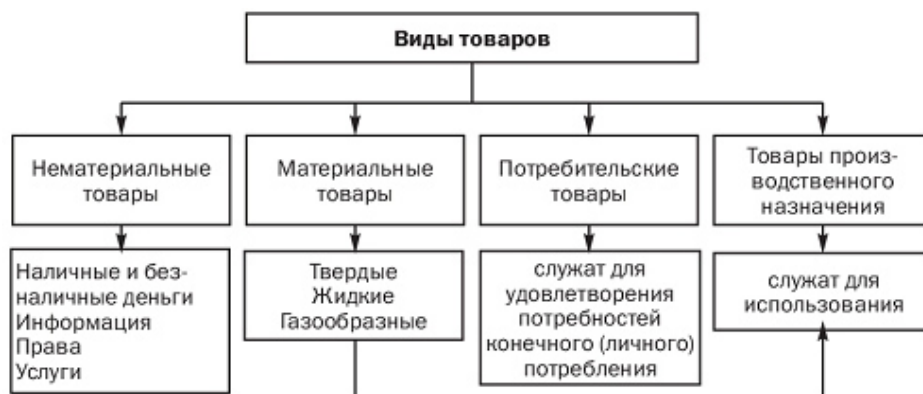 Виды товаров
Нематериальные
товары
Материальные
товары
Потребительские
товары
Товары произ-
водственного
назначения
Наличные и без-
наличные деньги
Информация
Права
Услуги
Твердые
Жидкие
Газообразные
служат для
удовлетворения
потребностей
конечного (личного)
потребления
служат для
использования